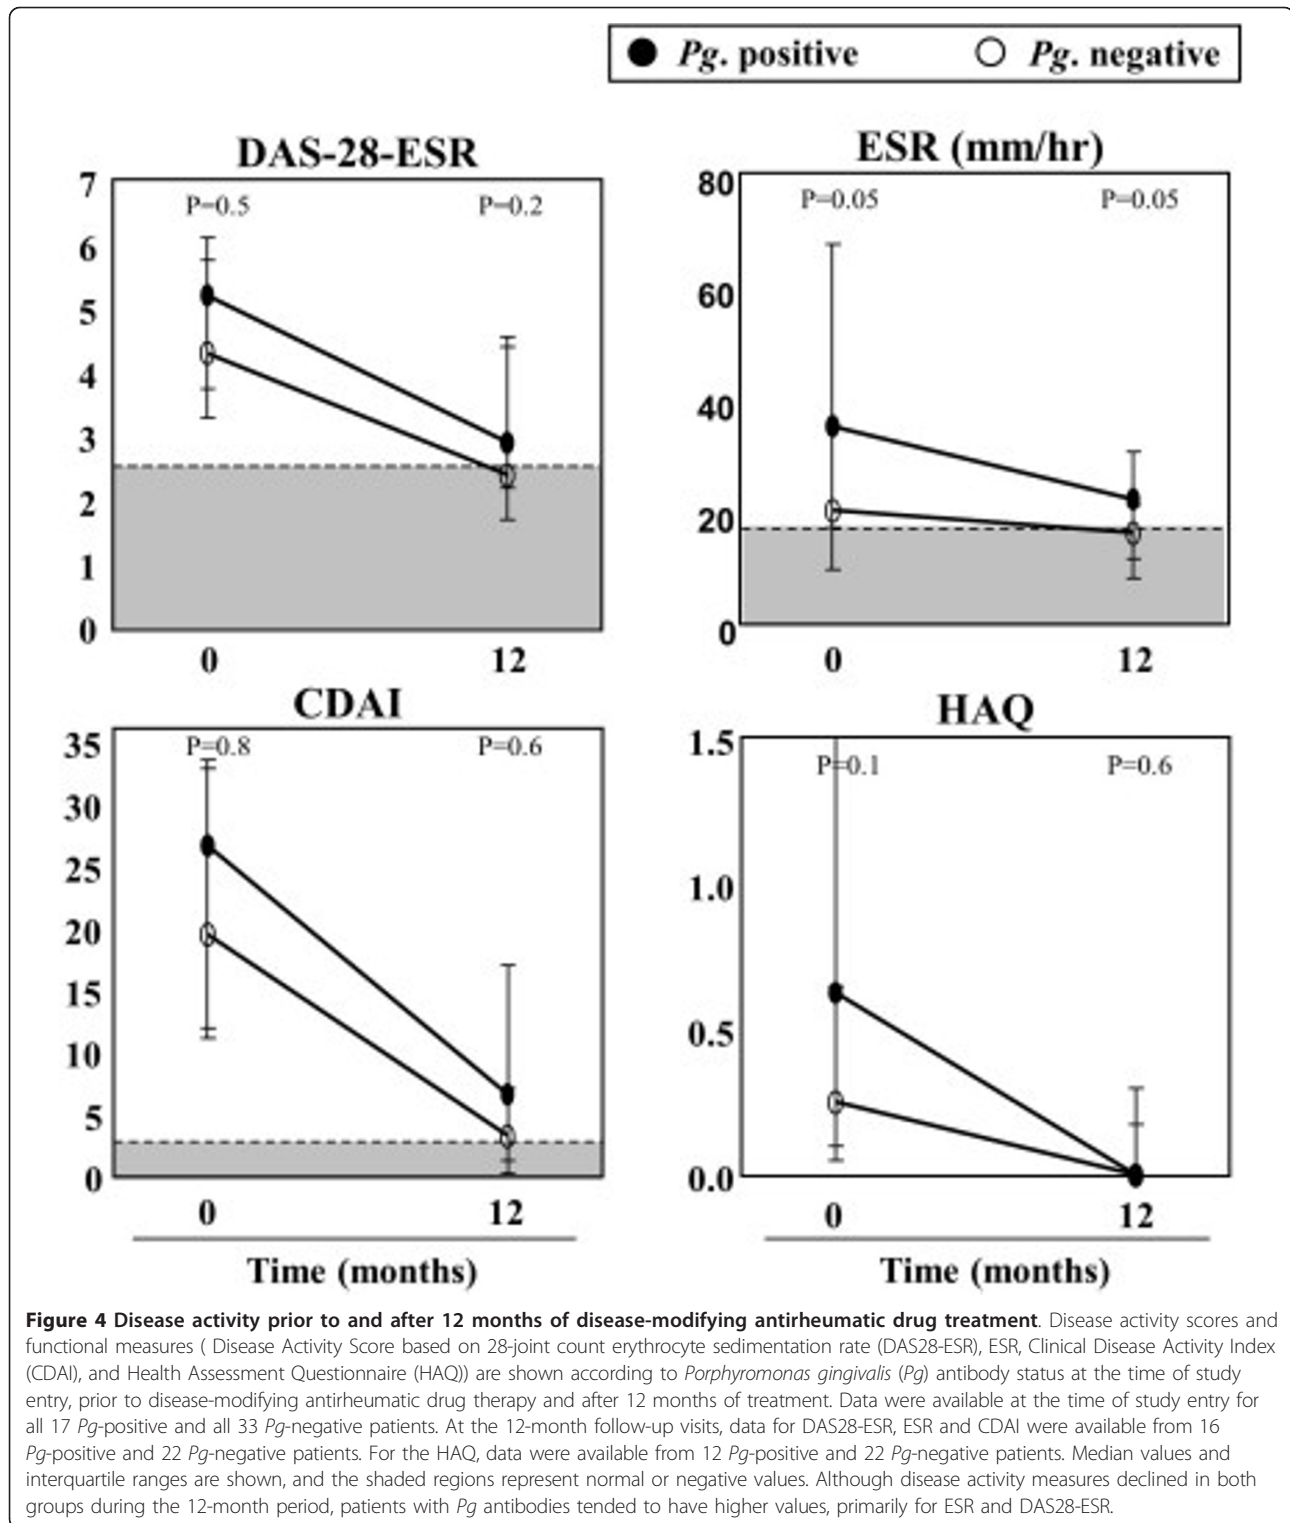 Pg. positive Pg. negative
DAS-28-ESR
7
6
5
4
3
2
1
0
P=0.5 P=0.2
0 12
ESR (mm/hr)
80
60
40
20
0
P=0.05 P=0.05
0 12
CDAI
35
30
25
20
15
10
5
0
P=0.8 P=0.6
0 12
Time (months)
HAQ
1.5
1.0
0.5
0.0
P=0.1 P=0.6
0 12
Time (months)
Figure 4 Disease activity prior to and after 12 months of disease-modifying antirheumatic drug treatment. Disease activity scores and
functional measures ( Disease Activity Score based on 28-joint count erythrocyte sedimentation rate (DAS28-ESR), ESR, Clinical Disease Activity Index
(CDAI), and Health Assessment Questionnaire (HAQ)) are shown according to Porphyromonas gingivalis (Pg) antibody status at the time of study
entry, prior to disease-modifying antirheumatic drug therapy and after 12 months of treatment. Data were available at the time of study entry for
all 17 Pg-positive and all 33 Pg-negative patients. At the 12-month follow-up visits, data for DAS28-ESR, ESR and CDAI were available from 16
Pg-positive and 22 Pg-negative patients. For the HAQ, data were available from 12 Pg-positive and 22 Pg-negative patients. Median values and
interquartile ranges are shown, and the shaded regions represent normal or negative values. Although disease activity measures declined in both
groups during the 12-month period, patients with Pg antibodies tended to have higher values, primarily for ESR and DAS28-ESR.